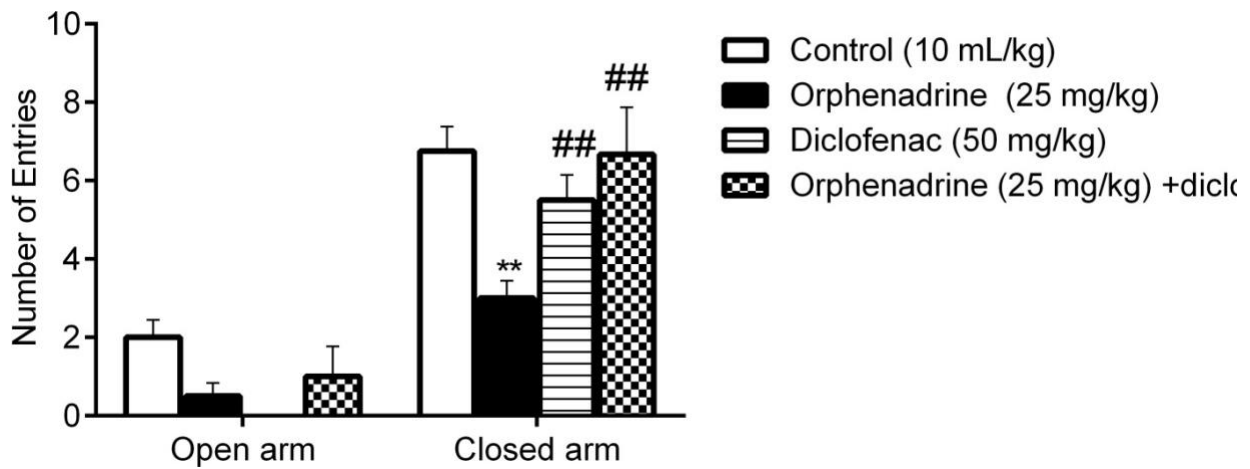 10
8
6
4
2
0
Number of Entries
Open arm
Closed arm
**
##
##
Control (10 mL/kg)
Orphenadrine (25 mg/kg)
Diclofenac (50 mg/kg)
Orphenadrine (25 mg/kg) +diclo